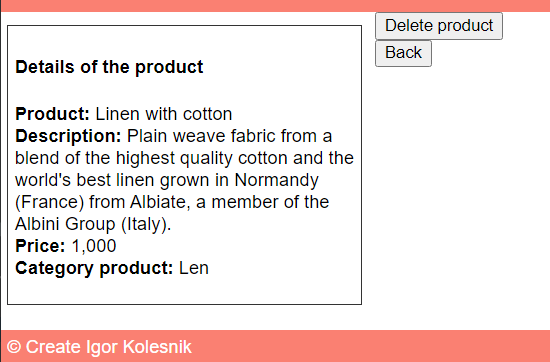 Delete product
Back
Details of the product
Product: Linen with cotton
Description: Plain weave fabric from a
blend of the highest quality cotton and the
world's best linen grown in Normandy
(France) from Albiate, a member of the
Albini Group (Italy).
Price: 1,000
Category product: Len
© Create Igor Kolesnik